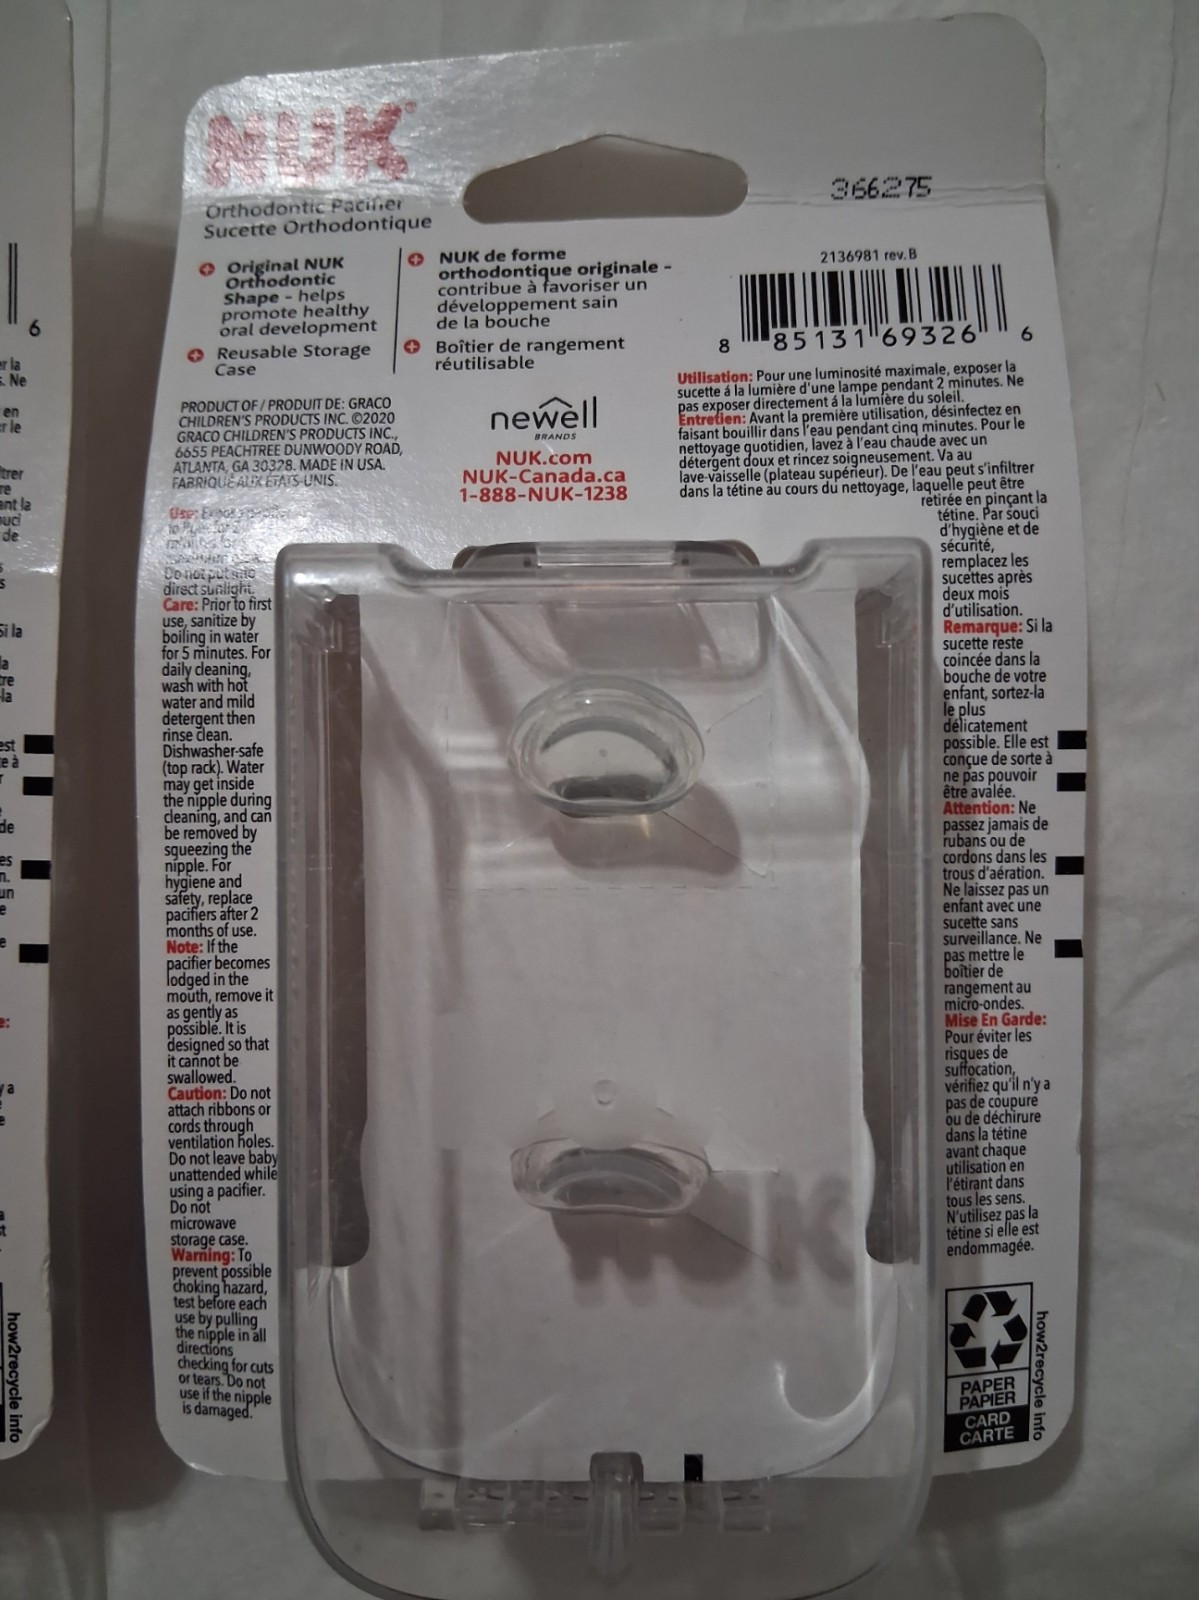 NUK®
Orthodontic Pacifier
Sucette Orthodontique
Original NUK
Orthodontic
Shape – helps
promote healthy
oral development
Reusable Storage
Case
NUK de forme
orthodontique originale –
contribue à favoriser un
développement sain
de la bouche
Boîtier de rangement
réutilisable
366275
2136981 rev.B
8 85131 69326 6
PRODUCT OF / PRODUIT DE: GRACO
CHILDREN'S PRODUCTS INC. ©2020
GRACO CHILDREN'S PRODUCTS INC.,
6655 PEACHTREE DUNWOODY ROAD,
ATLANTA, GA 30328. MADE IN USA.
FABRIQUÉ AUX ÉTATS-UNIS.
newell
BRANDS
NUK.com
NUK-Canada.ca
1-888-NUK-1238
Use:
Do not put into
direct sunlight.
Care: Prior to first
use, sanitize by
boiling in water
for 5 minutes. For
daily cleaning,
wash with hot
water and mild
detergent then
rinse clean.
Dishwasher-safe
(top rack). Water
may get inside
the nipple during
cleaning, and can
be removed by
squeezing the
nipple. For
hygiene and
safety, replace
pacifiers after 2
months of use.
Note: If the
pacifier becomes
lodged in the
mouth, remove it
as gently as
possible. It is
designed so that
it cannot be
swallowed.
Caution: Do not
attach ribbons or
cords through
ventilation holes.
Do not leave baby
unattended while
using a pacifier.
Do not
microwave
storage case.
Warning: To
prevent possible
choking hazard,
test before each
use by pulling
the nipple in all
directions
checking for cuts
or tears. Do not
use if the nipple
is damaged.
Utilisation: Pour une luminosité maximale, exposer la
sucette á la lumière d'une lampe pendant 2 minutes. Ne
pas exposer directement á la lumière du soleil.
Entretien: Avant la première utilisation, désinfectez en
faisant bouillir dans l'eau pendant cinq minutes. Pour le
nettoyage quotidien, lavez à l'eau chaude avec un
détergent doux et rincez soigneusement. Va au
lave-vaisselle (plateau supérieur). De l'eau peut s'infiltrer
dans la tétine au cours du nettoyage, laquelle peut être
retirée en pinçant la
tétine. Par souci
d'hygiène et de
sécurité,
remplacez les
sucettes après
deux mois
d'utilisation.
Remarque: Si la
sucette reste
coincée dans la
bouche de votre
enfant, sortez-la
le plus
délicatement
possible. Elle est
conçue de sorte à
ne pas pouvoir
être avalée.
Attention: Ne
passez jamais de
rubans ou de
cordons dans les
trous d'aération.
Ne laissez pas un
enfant avec une
sucette sans
surveillance. Ne
pas mettre le
boîtier de
rangement au
micro-ondes.
Mise En Garde:
Pour éviter les
risques de
suffocation,
vérifiez qu'il n'y a
pas de coupure
ou de déchirure
dans la tétine
avant chaque
utilisation en
l'étirant dans
tous les sens.
N'utilisez pas la
tétine si elle est
endommagée.
PAPER
PAPIER
CARD
CARTE
how2recycle info
how2recycle info
6